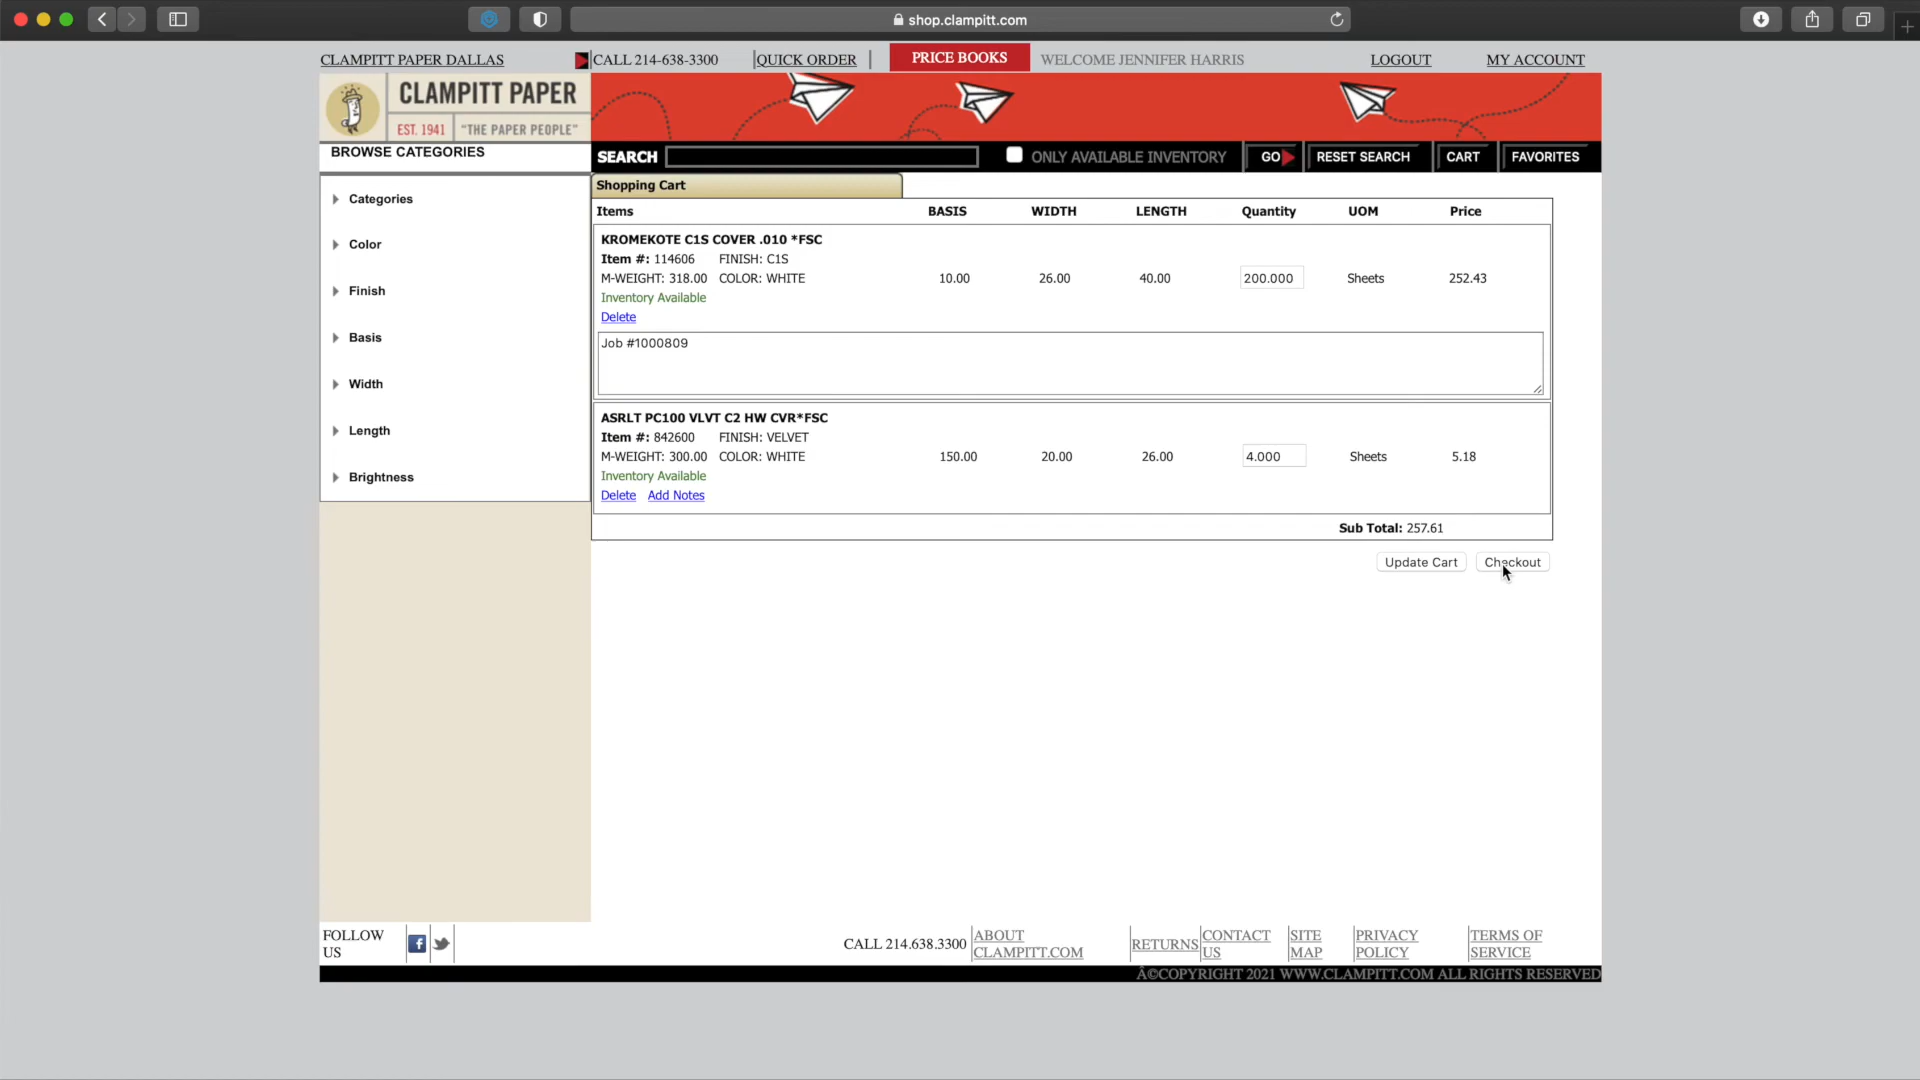 shop.clampitt.com
CLAMPITT PAPER DALLAS CALL 214-638-3300 QUICK ORDER PRICE BOOKS WELCOME JENNIFER HARRIS LOGOUT MY ACCOUNT
CLAMPITT PAPER
EST. 1941 "THE PAPER PEOPLE"
BROWSE CATEGORIES
SEARCH ONLY AVAILABLE INVENTORY GO RESET SEARCH CART FAVORITES
Categories
Color
Finish
Basis
Width
Length
Brightness
Shopping Cart
Items BASIS WIDTH LENGTH Quantity UOM Price
KROMEKOTE C1S COVER .010 *FSC
Item #: 114606 FINISH: C1S
M-WEIGHT: 318.00 COLOR: WHITE 10.00 26.00 40.00 200.000 Sheets 252.43
Inventory Available
Delete
Job #1000809
ASRLT PC100 VLVT C2 HW CVR*FSC
Item #: 842600 FINISH: VELVET
M-WEIGHT: 300.00 COLOR: WHITE 150.00 20.00 26.00 4.000 Sheets 5.18
Inventory Available
Delete Add Notes
Sub Total: 257.61
Update Cart Checkout
FOLLOW
US
CALL 214.638.3300
ABOUT
CLAMPITT.COM
RETURNS
CONTACT
US
SITE
MAP
PRIVACY
POLICY
TERMS OF
SERVICE
Â©COPYRIGHT 2021 WWW.CLAMPITT.COM ALL RIGHTS RESERVED